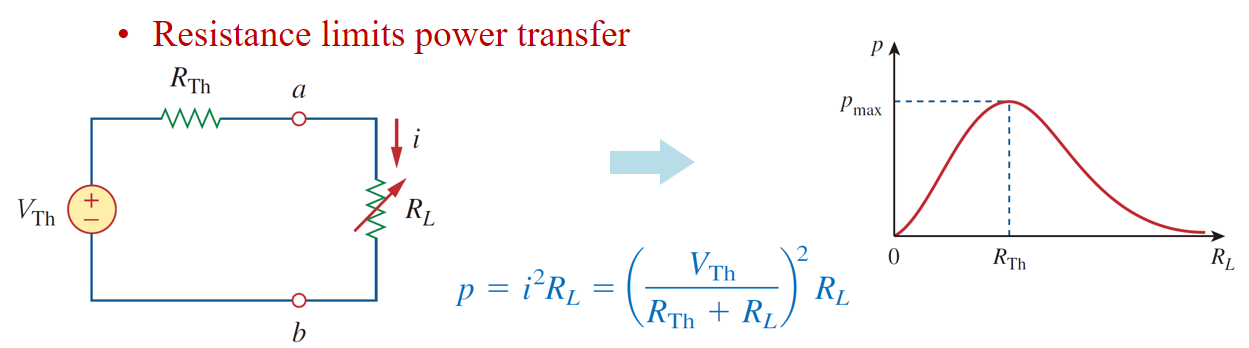 • Resistance limits power transfer
R_Th
a
i
V_Th
+
−
R_L
b
p = i²R_L = (V_Th / (R_Th + R_L))² R_L
p
p_max
0
R_Th
R_L